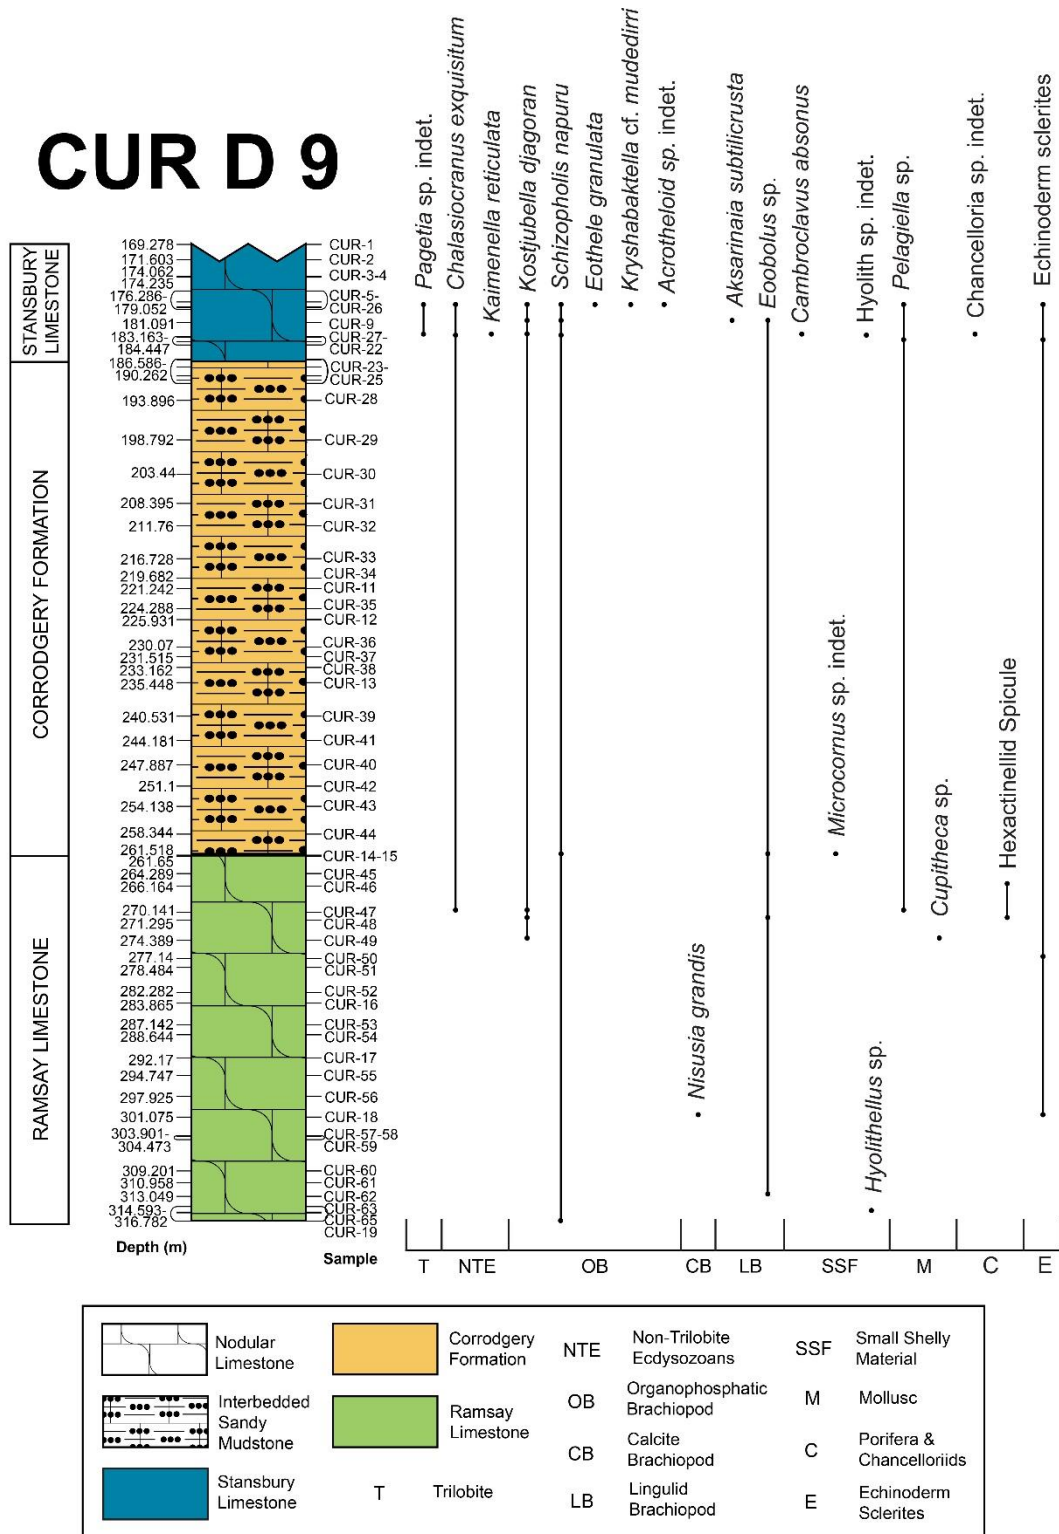 CUR D 9
Pagetia sp. indet.
Chalasiocranus exquisitum
Kaimenella reticulata
Kostjubella djagoran
Schizopholis napuru
Eothele granulata
Kryshabaktella cf. mudedirri
Acrotheloid sp. indet.
Aksarinaia subtilicrusta
Eoobolus sp.
Cambroclavus absonus
Hyolith sp. indet.
Pelagiella sp.
Chancelloria sp. indet.
Echinoderm sclerites
Microcornus sp. indet.
Cupitheca sp.
Hexactinellid Spicule
Nisusia grandis
Hyolithellus sp.
STANSBURY
LIMESTONE
CORRODGERY FORMATION
RAMSAY LIMESTONE
169.278
171.603
174.062
174.235
176.286-
179.052
181.091
183.163-
184.447
186.586-
190.262
193.896
198.792
203.44
208.395
211.76
216.728
219.682
221.242
224.288
225.931
230.07
231.515
233.162
235.448
240.531
244.181
247.887
251.1
254.138
258.344
261.518
261.65
264.289
266.164
270.141
271.295
274.389
277.14
278.484
282.282
283.865
287.142
288.644
292.17
294.747
297.925
301.075
303.901-
304.473
309.201
310.958
313.049
314.593-
316.782
Depth (m)
CUR-1
CUR-2
CUR-3-4
CUR-5-
CUR-26
CUR-9
CUR-27-
CUR-22
CUR-23-
CUR-25
CUR-28
CUR-29
CUR-30
CUR-31
CUR-32
CUR-33
CUR-34
CUR-11
CUR-35
CUR-12
CUR-36
CUR-37
CUR-38
CUR-13
CUR-39
CUR-41
CUR-40
CUR-42
CUR-43
CUR-44
CUR-14-15
CUR-45
CUR-46
CUR-47
CUR-48
CUR-49
CUR-50
CUR-51
CUR-52
CUR-16
CUR-53
CUR-54
CUR-17
CUR-55
CUR-56
CUR-18
CUR-57-58
CUR-59
CUR-60
CUR-61
CUR-62
CUR-63
CUR-65
CUR-19
Sample
T
NTE
OB
CB
LB
SSF
M
C
E
Nodular
Limestone
Interbedded
Sandy
Mudstone
Stansbury
Limestone
Corrodgery
Formation
Ramsay
Limestone
T Trilobite
NTE Non-Trilobite
Ecdysozoans
OB Organophosphatic
Brachiopod
CB Calcite
Brachiopod
LB Lingulid
Brachiopod
SSF Small Shelly
Material
M Mollusc
C Porifera &
Chancelloriids
E Echinoderm
Sclerites